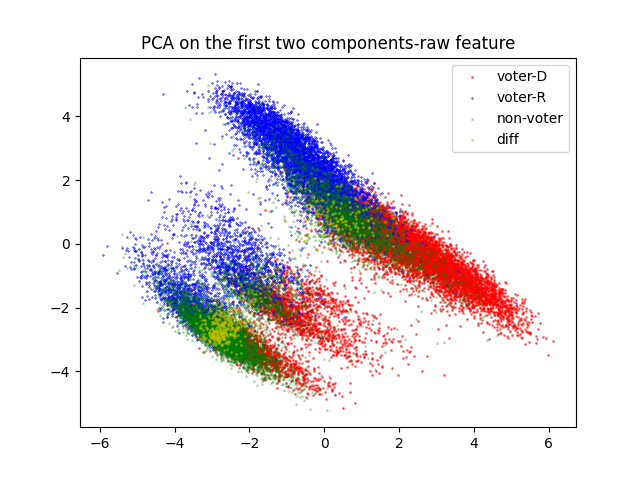 PCA on the first two components-raw feature
voter-D
voter-R
non-voter
diff
4
2
0
−2
−4
−6
−4
−2
0
2
4
6